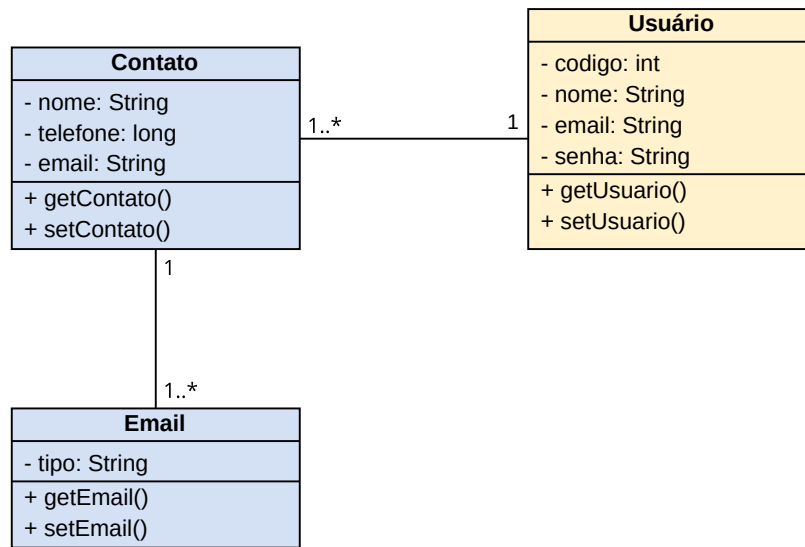 Contato
- nome: String
- telefone: long
- email: String
+ getContato()
+ setContato()
1..*
1
Usuário
- codigo: int
- nome: String
- email: String
- senha: String
+ getUsuario()
+ setUsuario()
1
1..*
Email
- tipo: String
+ getEmail()
+ setEmail()